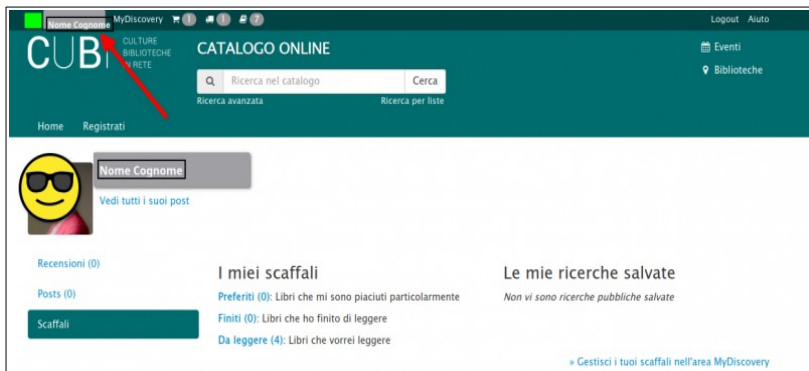 Nome Cognome MyDiscovery 1 1 7 Logout Aiuto
CUBi CULTURE BIBLIOTECHE IN RETE
CATALOGO ONLINE
Eventi
Biblioteche
Ricerca nel catalogo Cerca
Ricerca avanzata Ricerca per liste
Home Registrati
Nome Cognome
Vedi tutti i suoi post
Recensioni (0)
Posts (0)
Scaffali
I miei scaffali
Preferiti (0): Libri che mi sono piaciuti particolarmente
Finiti (0): Libri che ho finito di leggere
Da leggere (4): Libri che vorrei leggere
Le mie ricerche salvate
Non vi sono ricerche pubbliche salvate
» Gestisci i tuoi scaffali nell'area MyDiscovery